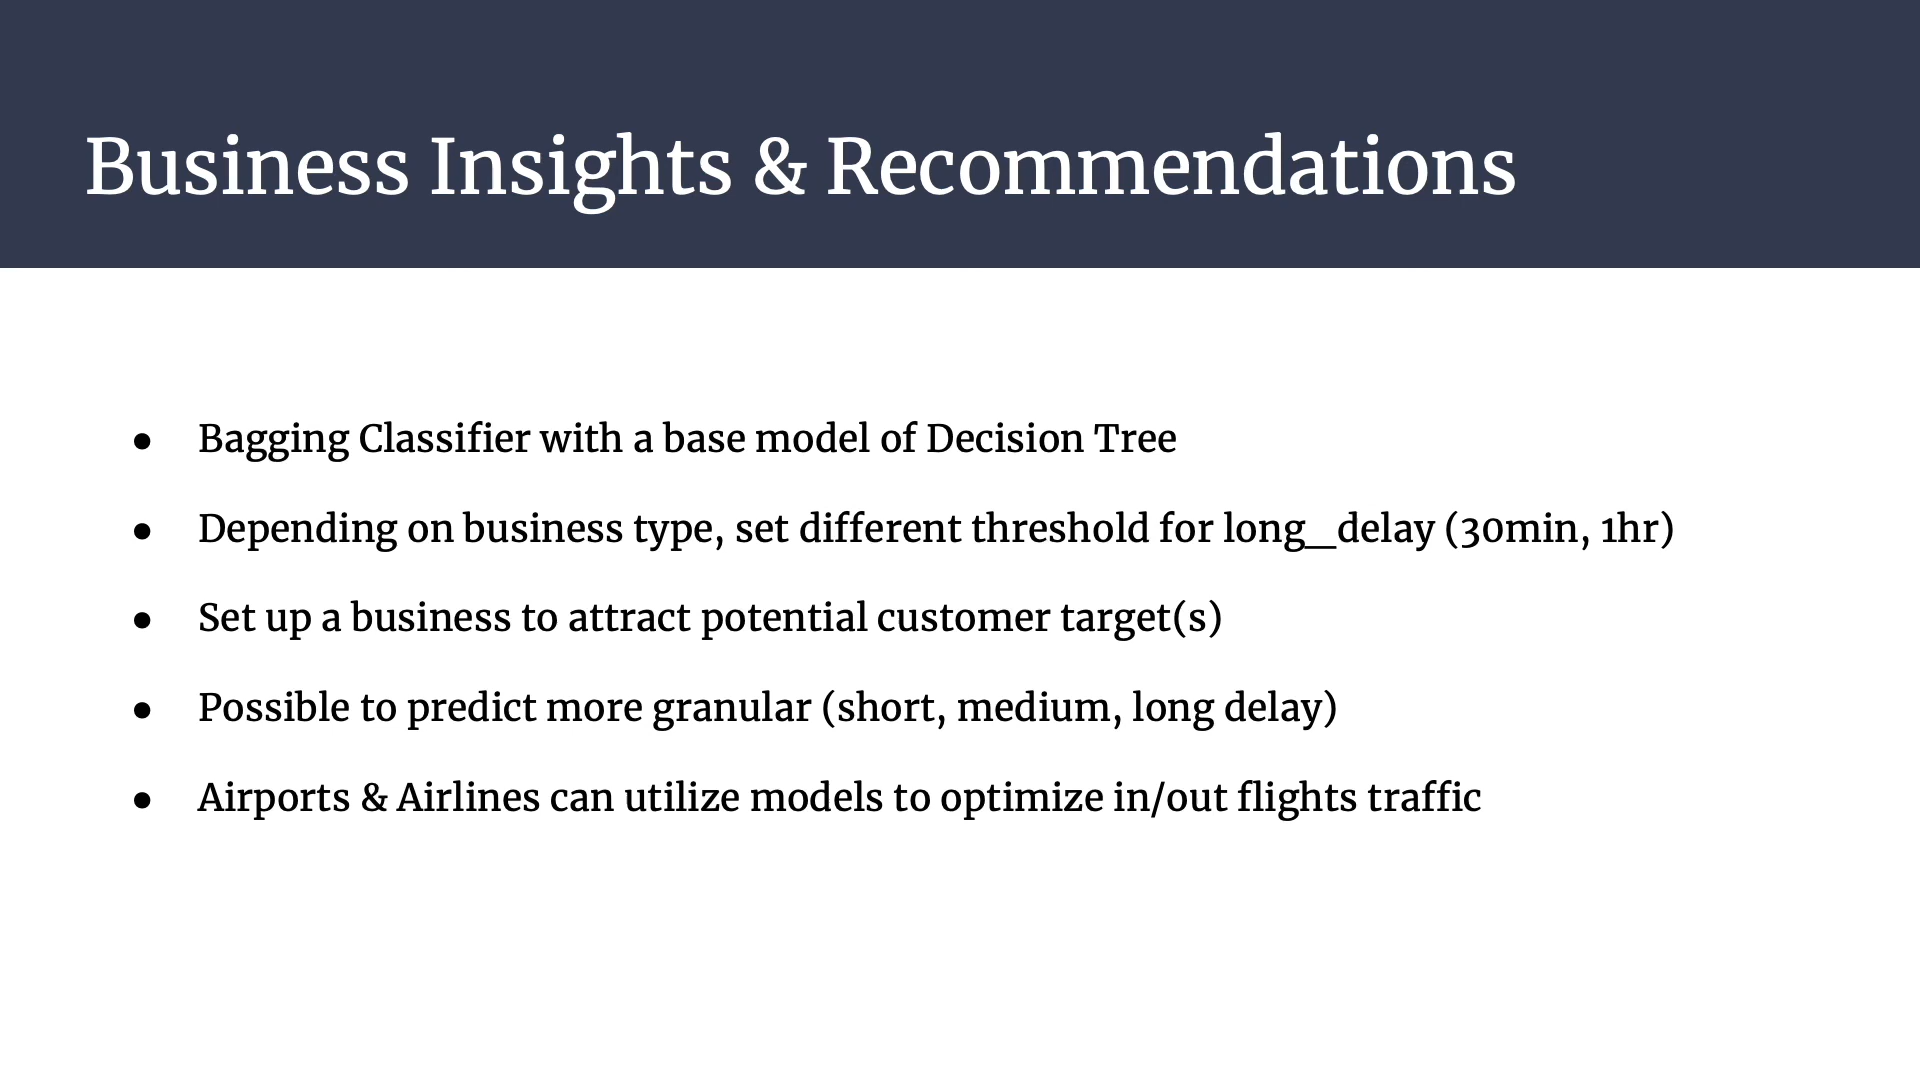 Business Insights & Recommendations
● Bagging Classifier with a base model of Decision Tree
● Depending on business type, set different threshold for long_delay (30min, 1hr)
● Set up a business to attract potential customer target(s)
● Possible to predict more granular (short, medium, long delay)
● Airports & Airlines can utilize models to optimize in/out flights traffic